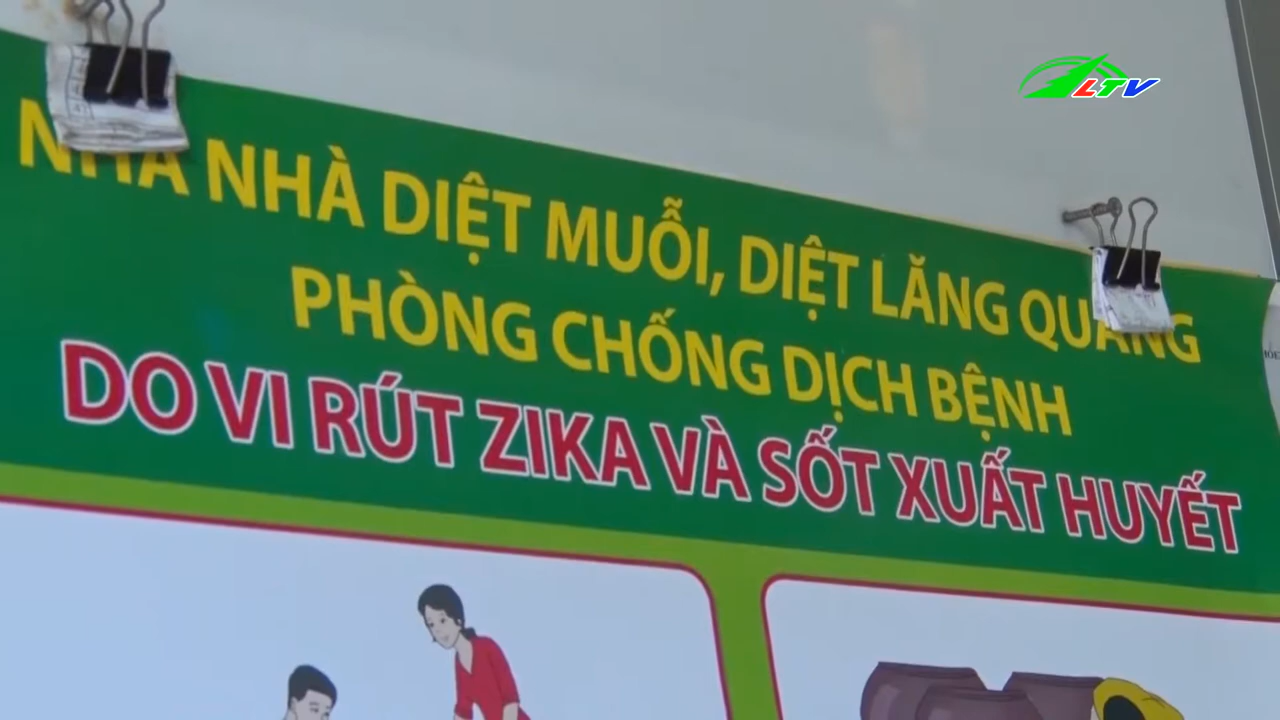 LTV
NHÀ NHÀ DIỆT MUỖI, DIỆT LĂNG QUĂNG
PHÒNG CHỐNG DỊCH BỆNH
DO VI RÚT ZIKA VÀ SỐT XUẤT HUYẾT